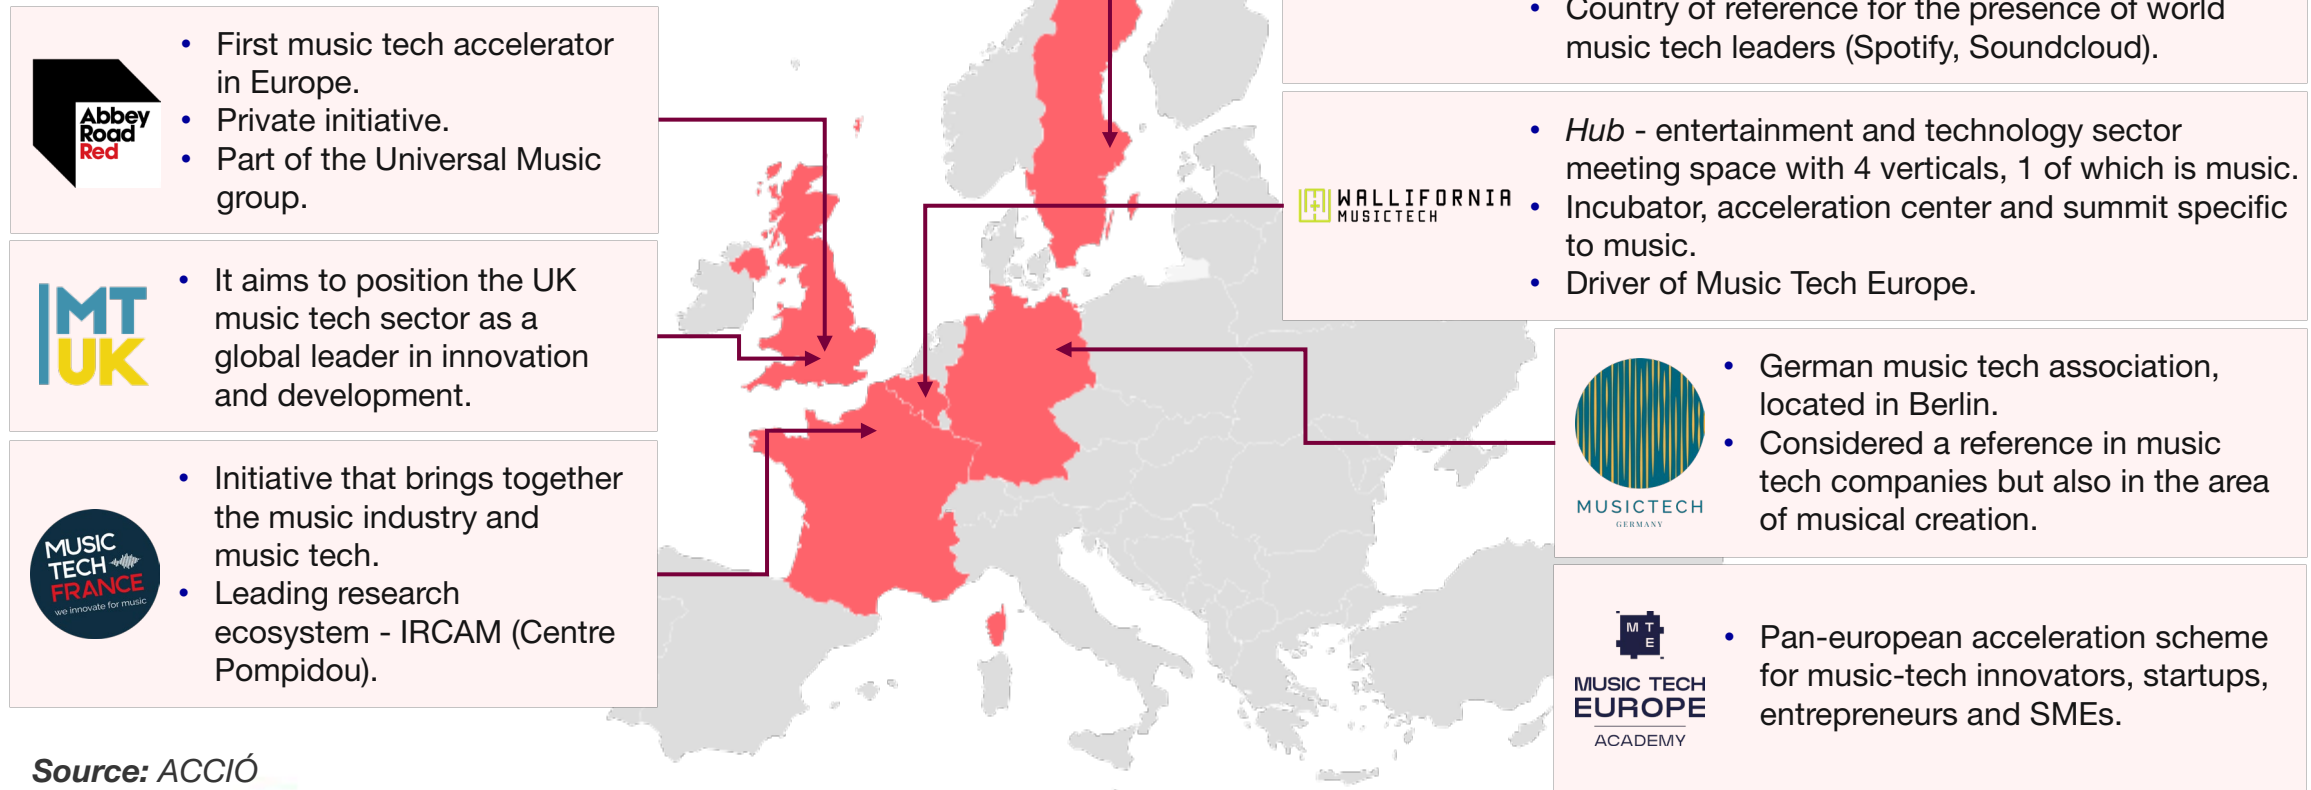 • First music tech accelerator
in Europe.
• Private initiative.
• Part of the Universal Music
group.
Abbey
Road
Red
• It aims to position the UK
music tech sector as a
global leader in innovation
and development.
MT
UK
• Initiative that brings together
the music industry and
music tech.
• Leading research
ecosystem - IRCAM (Centre
Pompidou).
MUSIC
TECH
FRANCE
we innovate for music
Source: ACCIÓ
• Country of reference for the presence of world
music tech leaders (Spotify, Soundcloud).
WALLIFORNIA
MUSICTECH
• Hub - entertainment and technology sector
meeting space with 4 verticals, 1 of which is music.
• Incubator, acceleration center and summit specific
to music.
• Driver of Music Tech Europe.
MUSICTECH
GERMANY
• German music tech association,
located in Berlin.
• Considered a reference in music
tech companies but also in the area
of musical creation.
M T
E
MUSIC TECH
EUROPE
ACADEMY
• Pan-european acceleration scheme
for music-tech innovators, startups,
entrepreneurs and SMEs.